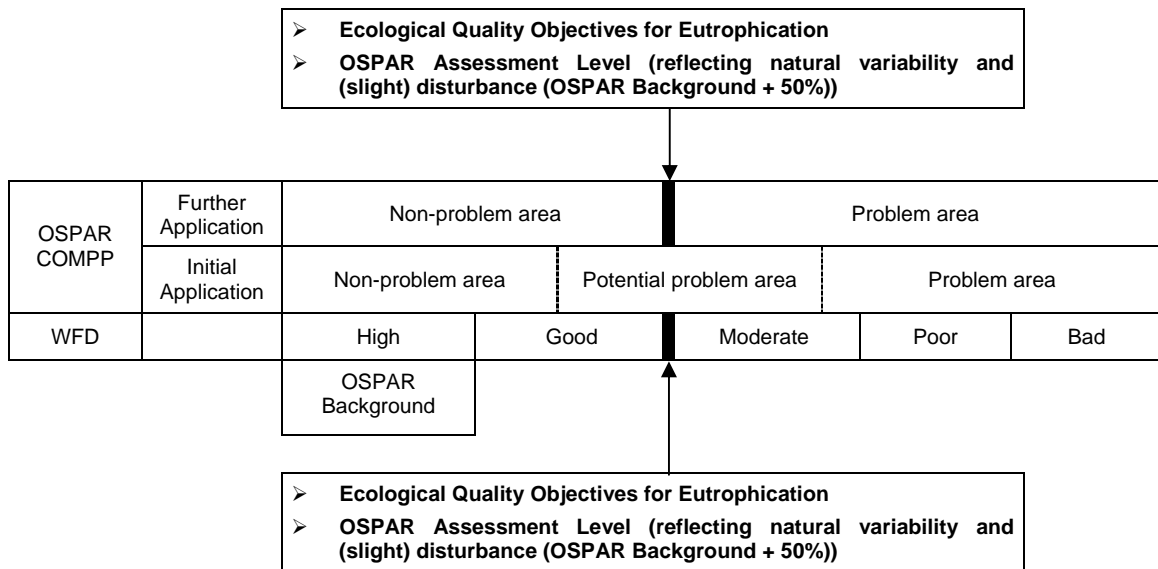 ➢ Ecological Quality Objectives for Eutrophication
➢ OSPAR Assessment Level (reflecting natural variability and
(slight) disturbance (OSPAR Background + 50%))
OSPAR
COMPP
Further
Application
Non-problem area
Problem area
Initial
Application
Non-problem area
Potential problem area
Problem area
WFD
High
Good
Moderate
Poor
Bad
OSPAR
Background
➢ Ecological Quality Objectives for Eutrophication
➢ OSPAR Assessment Level (reflecting natural variability and
(slight) disturbance (OSPAR Background + 50%))